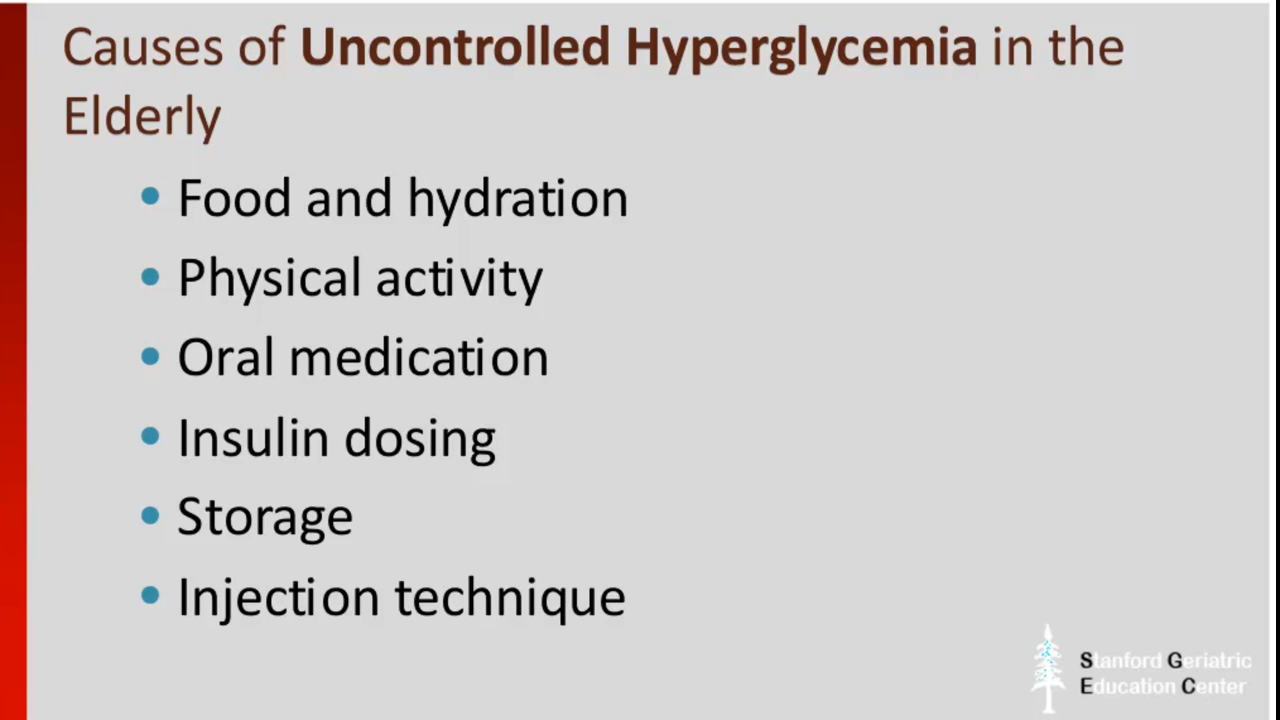 Causes of Uncontrolled Hyperglycemia in the
Elderly
• Food and hydration
• Physical activity
• Oral medication
• Insulin dosing
• Storage
• Injection technique
Stanford Geriatric
Education Center